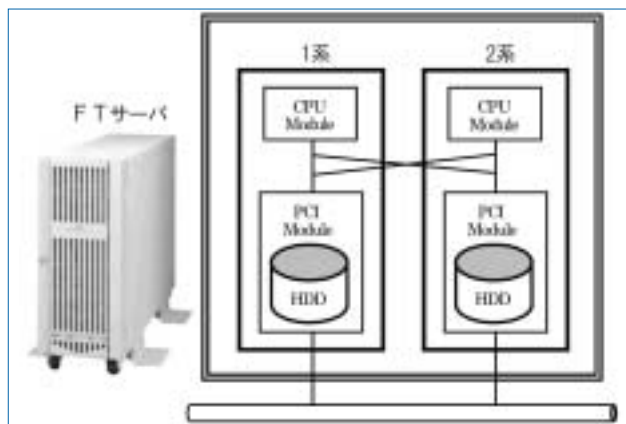 1系
2系
FTサーバ
CPU
Module
CPU
Module
PCI
Module
PCI
Module
HDD
HDD